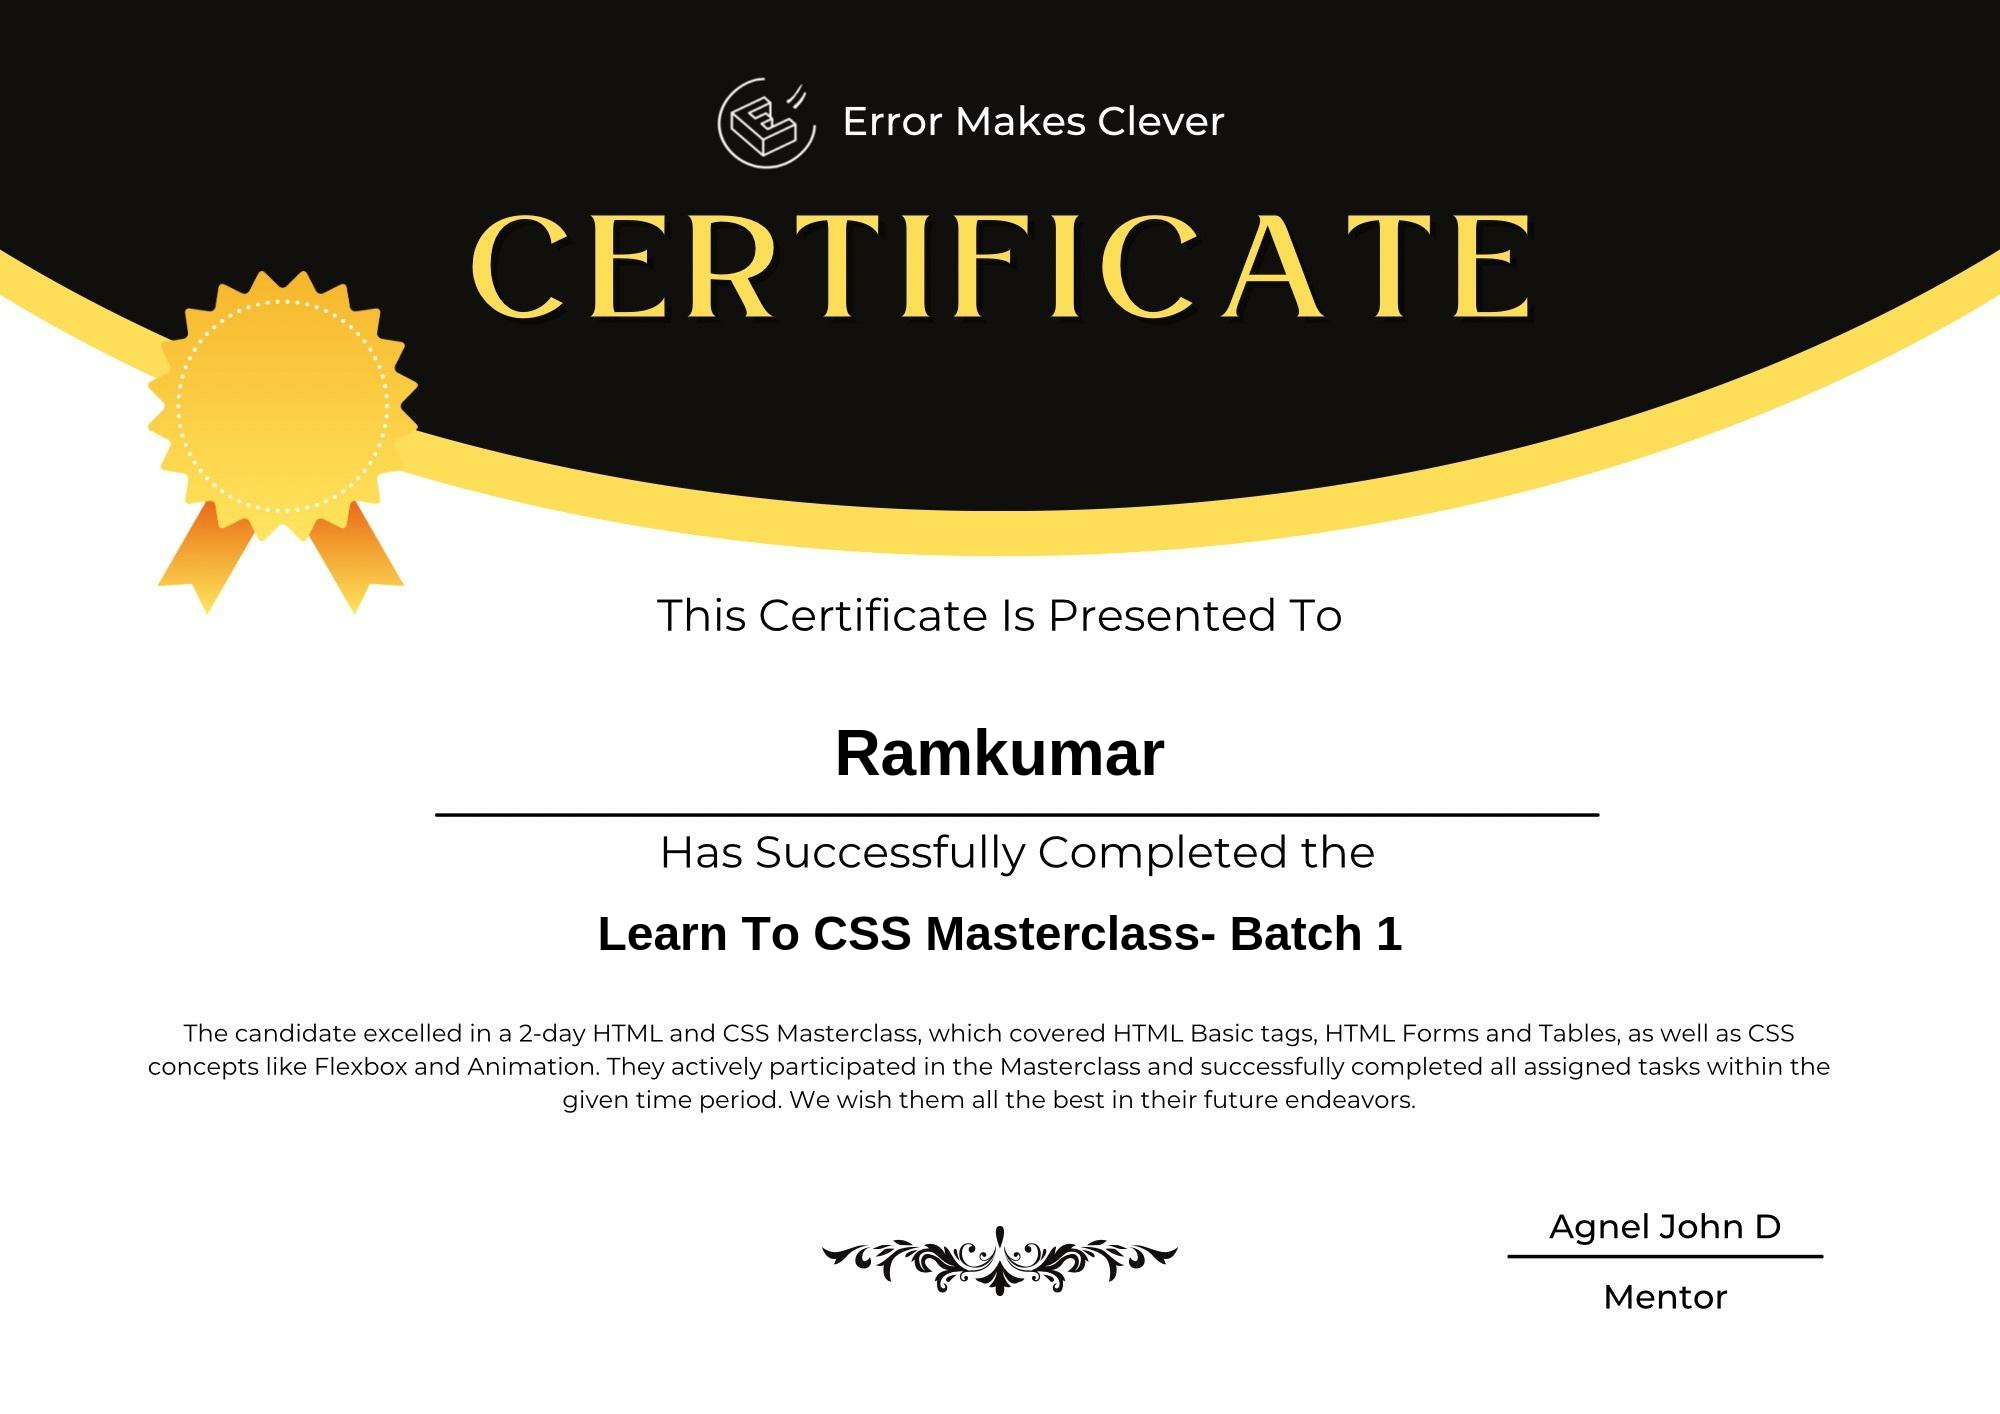 Error Makes Clever
CERTIFICATE
This Certificate Is Presented To
Ramkumar
Has Successfully Completed the
Learn To CSS Masterclass- Batch 1
The candidate excelled in a 2-day HTML and CSS Masterclass, which covered HTML Basic tags, HTML Forms and Tables, as well as CSS
concepts like Flexbox and Animation. They actively participated in the Masterclass and successfully completed all assigned tasks within the
given time period. We wish them all the best in their future endeavors.
Agnel John D
Mentor